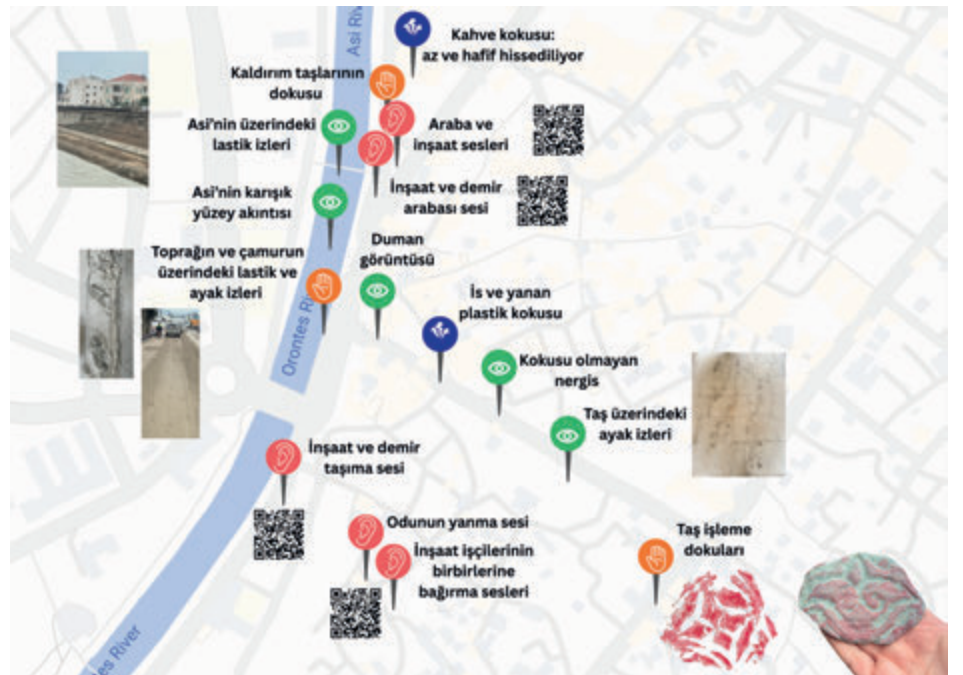 Asi Riv
Kahve kokusu:
az ve hafif hissediliyor
Kaldırım taşlarının
dokusu
Asi'nin üzerindeki
lastik izleri
Araba ve
inşaat sesleri
Asi'nin karışık
yüzey akıntısı
İnşaat ve demir
arabası sesi
Toprağın ve çamurun
üzerindeki lastik ve
ayak izleri
Duman
görüntüsü
Orontes Ri
İs ve yanan
plastik kokusu
Kokusu olmayan
nergis
Taş üzerindeki
ayak izleri
İnşaat ve demir
taşıma sesi
Odunun yanma sesi
İnşaat işçilerinin
birbirlerine
bağırma sesleri
Taş işleme
dokuları
es River